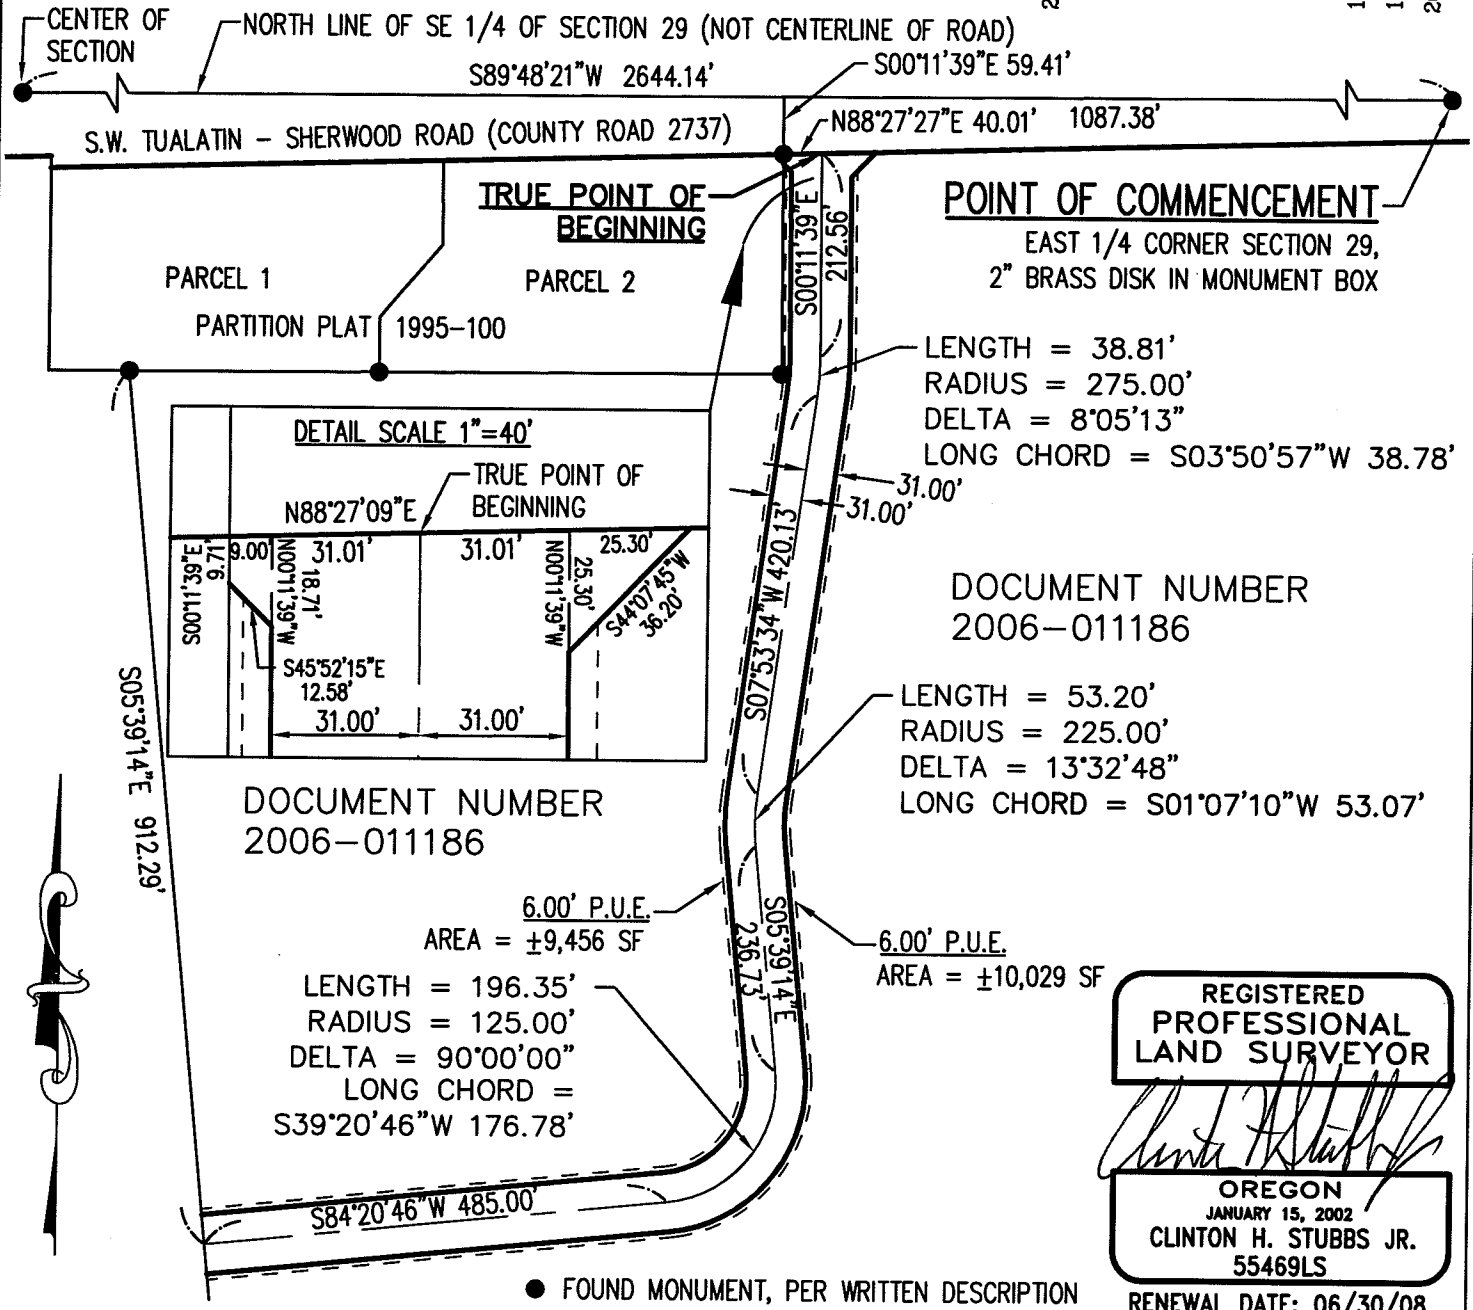 CENTER OF
SECTION
NORTH LINE OF SE 1/4 OF SECTION 29 (NOT CENTERLINE OF ROAD)
S89°48'21"W 2644.14'
S00°11'39"E 59.41'
S.W. TUALATIN – SHERWOOD ROAD (COUNTY ROAD 2737)
N88°27'27"E 40.01'
1087.38'
TRUE POINT OF
BEGINNING
POINT OF COMMENCEMENT
EAST 1/4 CORNER SECTION 29,
2" BRASS DISK IN MONUMENT BOX
S00°11'39"E
212.56'
PARCEL 1
PARCEL 2
PARTITION PLAT 1995-100
LENGTH = 38.81'
RADIUS = 275.00'
DELTA = 8°05'13"
LONG CHORD = S03°50'57"W 38.78'
31.00'
31.00'
DETAIL SCALE 1"=40'
TRUE POINT OF
BEGINNING
N88°27'09"E
S00°11'39"E
9.71'
9.00'
N00°11'39"W
18.71'
31.01'
31.01'
N00°11'39"W
25.30'
25.30'
S44°07'45"W
36.20'
S45°52'15"E
12.58'
31.00'
31.00'
S07°53'34"W 420.13'
DOCUMENT NUMBER
2006-011186
S05°39'14"E 912.29'
LENGTH = 53.20'
RADIUS = 225.00'
DELTA = 13°32'48"
LONG CHORD = S01°07'10"W 53.07'
DOCUMENT NUMBER
2006-011186
6.00' P.U.E.
AREA = ±9,456 SF
S05°39'14"E
236.73'
6.00' P.U.E.
AREA = ±10,029 SF
LENGTH = 196.35'
RADIUS = 125.00'
DELTA = 90°00'00"
LONG CHORD =
S39°20'46"W 176.78'
S84°20'46"W 485.00'
REGISTERED
PROFESSIONAL
LAND SURVEYOR
OREGON
JANUARY 15, 2002
CLINTON H. STUBBS JR.
55469LS
RENEWAL DATE: 06/30/08
FOUND MONUMENT, PER WRITTEN DESCRIPTION